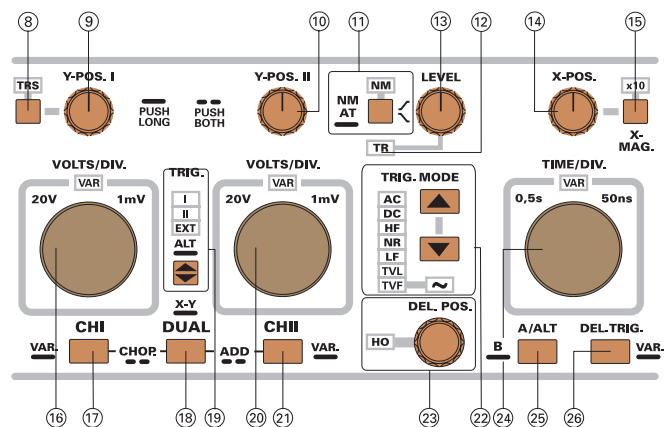 8 9 10 11 13 12 14 15
TRS Y-POS. I Y-POS. II NM LEVEL X-POS. x10
PUSH LONG PUSH BOTH NM AT X-MAG.
TR
VOLTS/DIV. TRIG. VOLTS/DIV. TRIG. MODE TIME/DIV.
VAR VAR VAR
20V 1mV 20V 1mV 0,5s 50ns
I
II
EXT
ALT
AC
DC
HF
NR
LF
TVL
TVF ~
X-Y
CHI DUAL CHII
VAR. CHOP. ADD VAR.
DEL. POS.
HO
B A/ALT DEL.-TRIG. VAR.
16 17 18 19 20 21 23 22 24 25 26